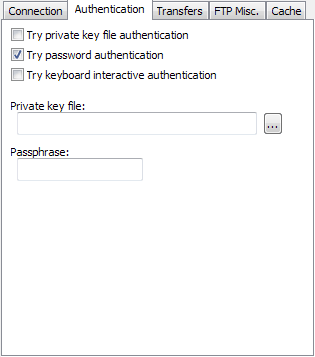 Connection Authentication Transfers FTP Misc. Cache
Try private key file authentication
Try password authentication
Try keyboard interactive authentication
Private key file:
...
Passphrase: